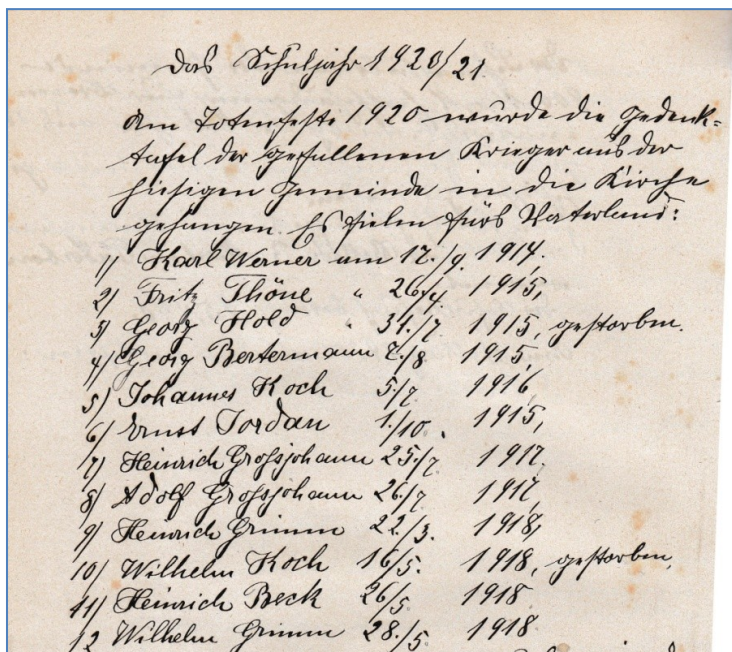 Das Schuljahr 1920/21.
Am Totenfeste 1920 wurde die Gedenk=
tafel der gefallenen Krieger aus der
hiesigen Gemeinde in die Kirche
gehangen. Es fielen fürs Vaterland:
1) Karl Werner am 17./9. 1914.
2) Fritz Thöne " 26./4 1915,
3) Georg Hold " 31./7 1915, gestorben.
4) Georg Bertermann 2./8 1915,
5) Johannes Koch 5./7. 1916
6) Ernst Jordan 1./10. 1915,
7) Heinrich Großjohann 25./7. 1917,
8) Adolf Großjohann 26./7 1917,
9) Heinrich Grimm 22./3. 1918,
10) Wilhelm Koch 16/5. 1918, gestorben,
11) Heinrich Beck 26/5 1918
12 Wilhelm Grimm 28./5 1918.